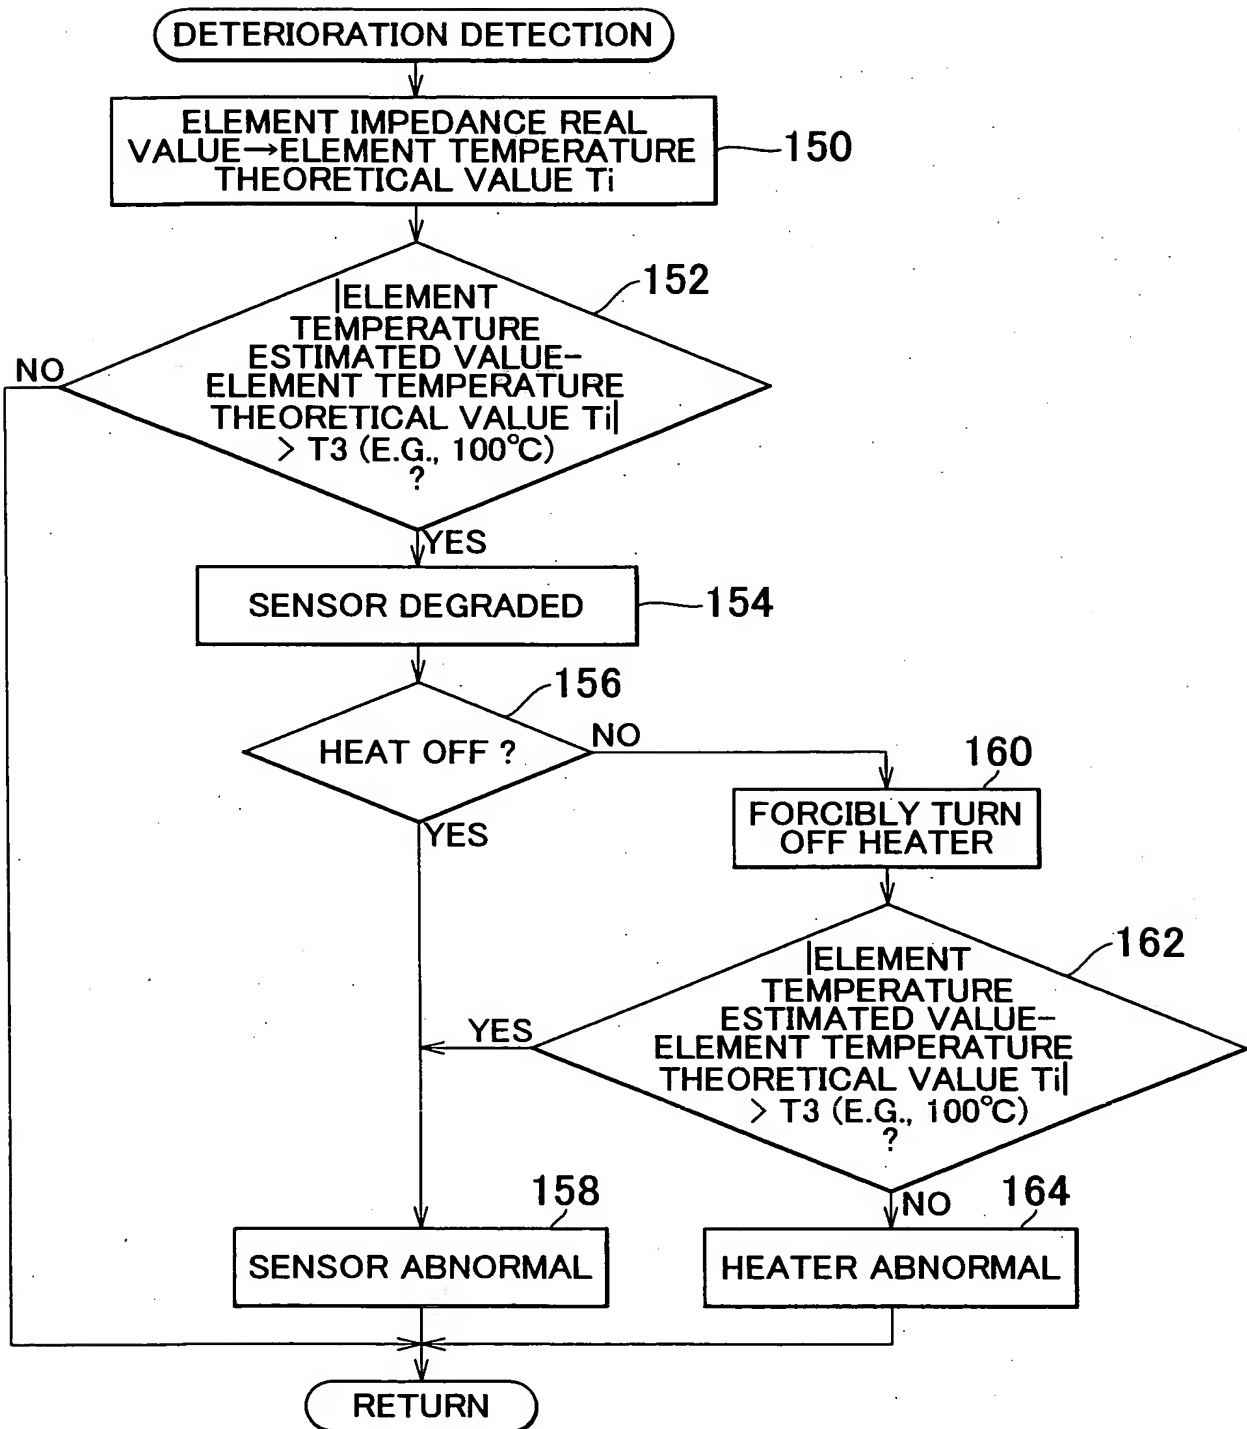 DETERIORATION DETECTION
ELEMENT IMPEDANCE REAL
VALUE→ELEMENT TEMPERATURE
THEORETICAL VALUE Ti
150
152
|ELEMENT
TEMPERATURE
ESTIMATED VALUE-
ELEMENT TEMPERATURE
THEORETICAL VALUE Ti|
> T3 (E.G., 100°C)
?
NO
YES
SENSOR DEGRADED
154
156
HEAT OFF ?
NO
YES
160
FORCIBLY TURN
OFF HEATER
162
|ELEMENT
TEMPERATURE
ESTIMATED VALUE-
ELEMENT TEMPERATURE
THEORETICAL VALUE Ti|
> T3 (E.G., 100°C)
?
YES
NO
158
SENSOR ABNORMAL
164
HEATER ABNORMAL
RETURN